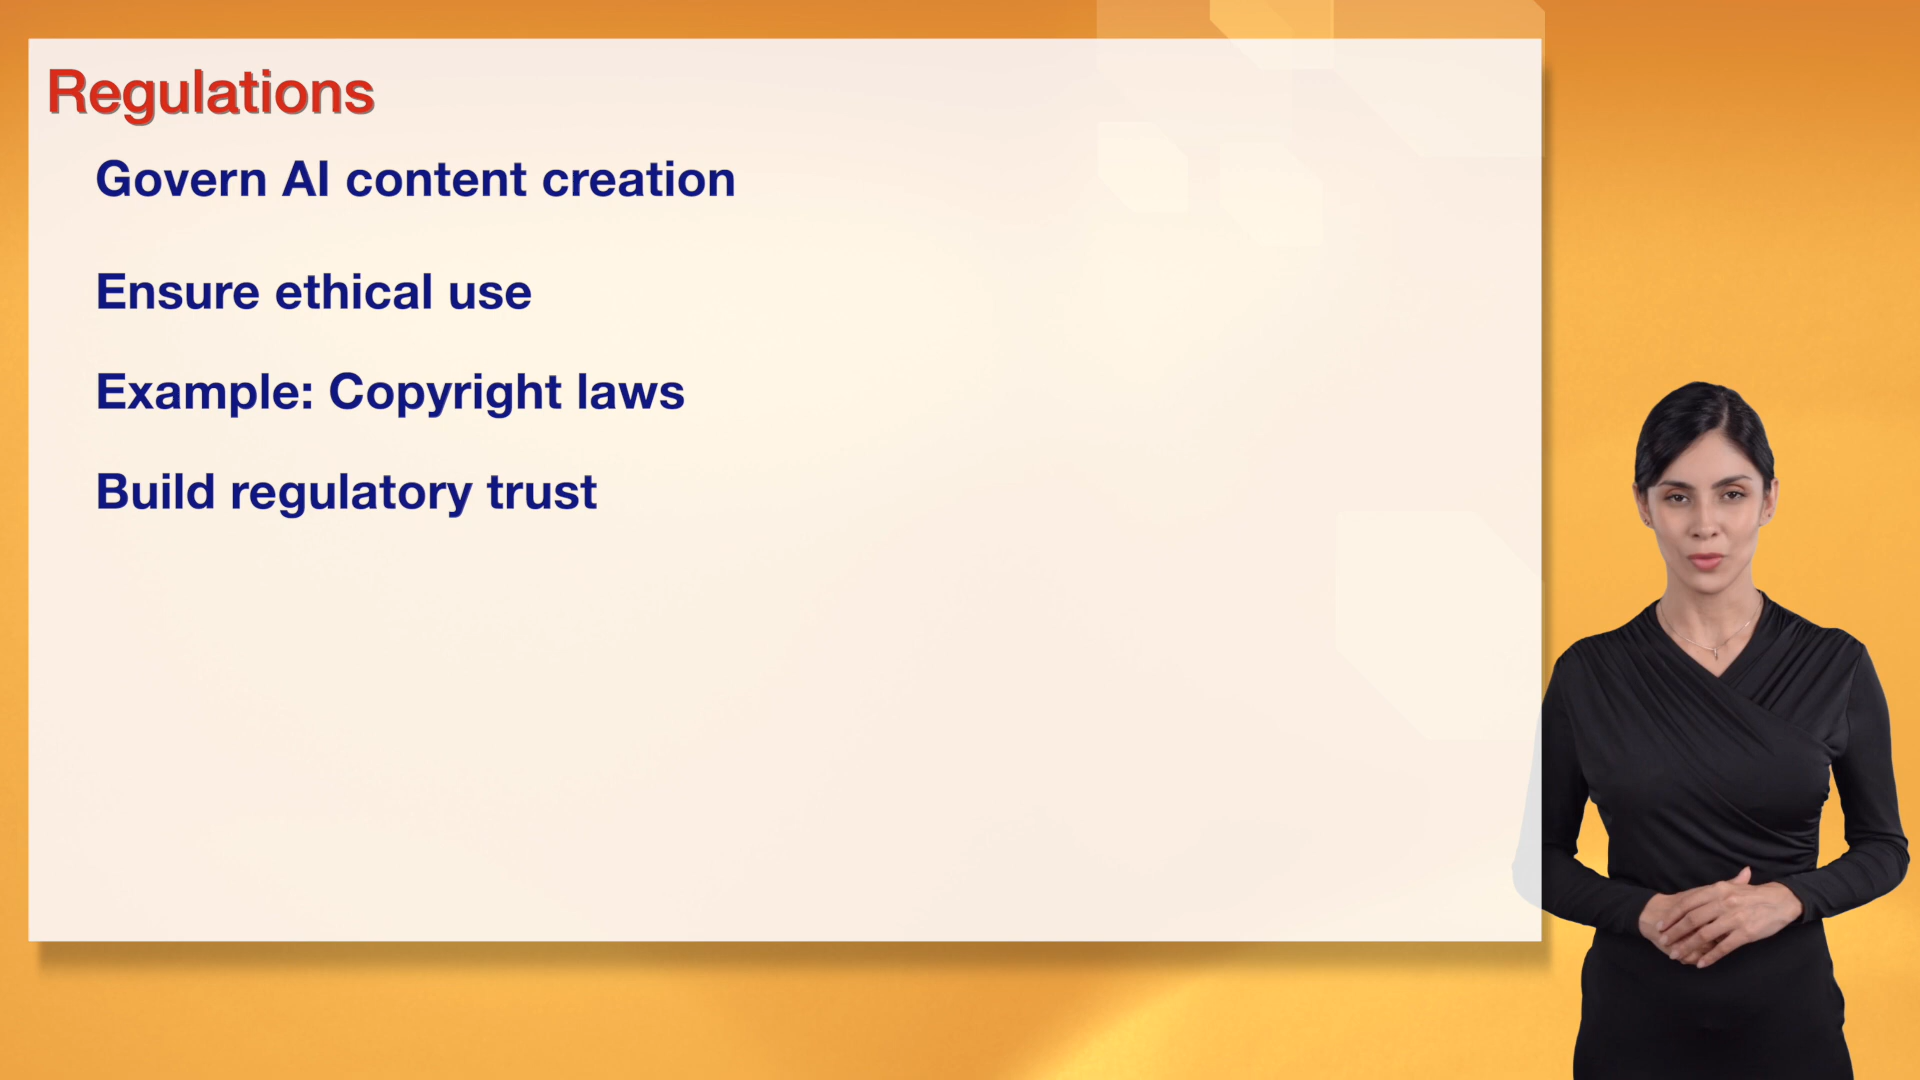 Regulations
Govern AI content creation
Ensure ethical use
Example: Copyright laws
Build regulatory trust